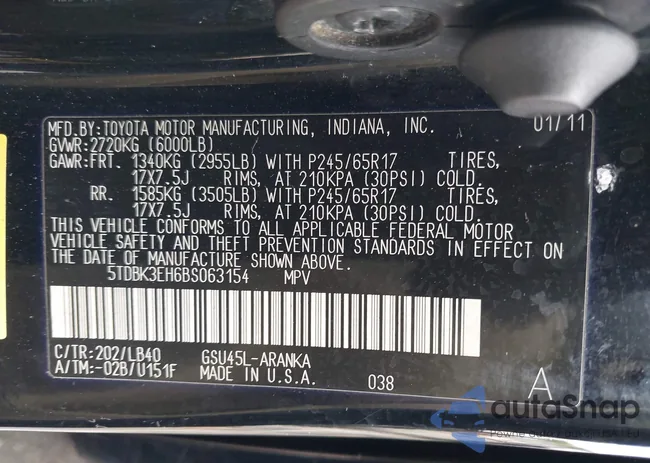 MFD.BY:TOYOTA MOTOR MANUFACTURING, INDIANA, INC. 01/11
GVWR:2720KG (6000LB)
GAWR:FRT. 1340KG (2955LB) WITH P245/65R17 TIRES,
17X7.5J RIMS, AT 210KPA (30PSI) COLD.
RR. 1585KG (3505LB) WITH P245/65R17 TIRES,
17X7.5J RIMS, AT 210KPA (30PSI) COLD.
THIS VEHICLE CONFORMS TO ALL APPLICABLE FEDERAL MOTOR
VEHICLE SAFETY AND THEFT PREVENTION STANDARDS IN EFFECT ON
THE DATE OF MANUFACTURE SHOWN ABOVE.
5TDBK3EH6BS063154 MPV
C/TR:202/LB40 GSU45L-ARANKA
A/TM:-02B/U151F MADE IN U.S.A. 038 A
autoSnap